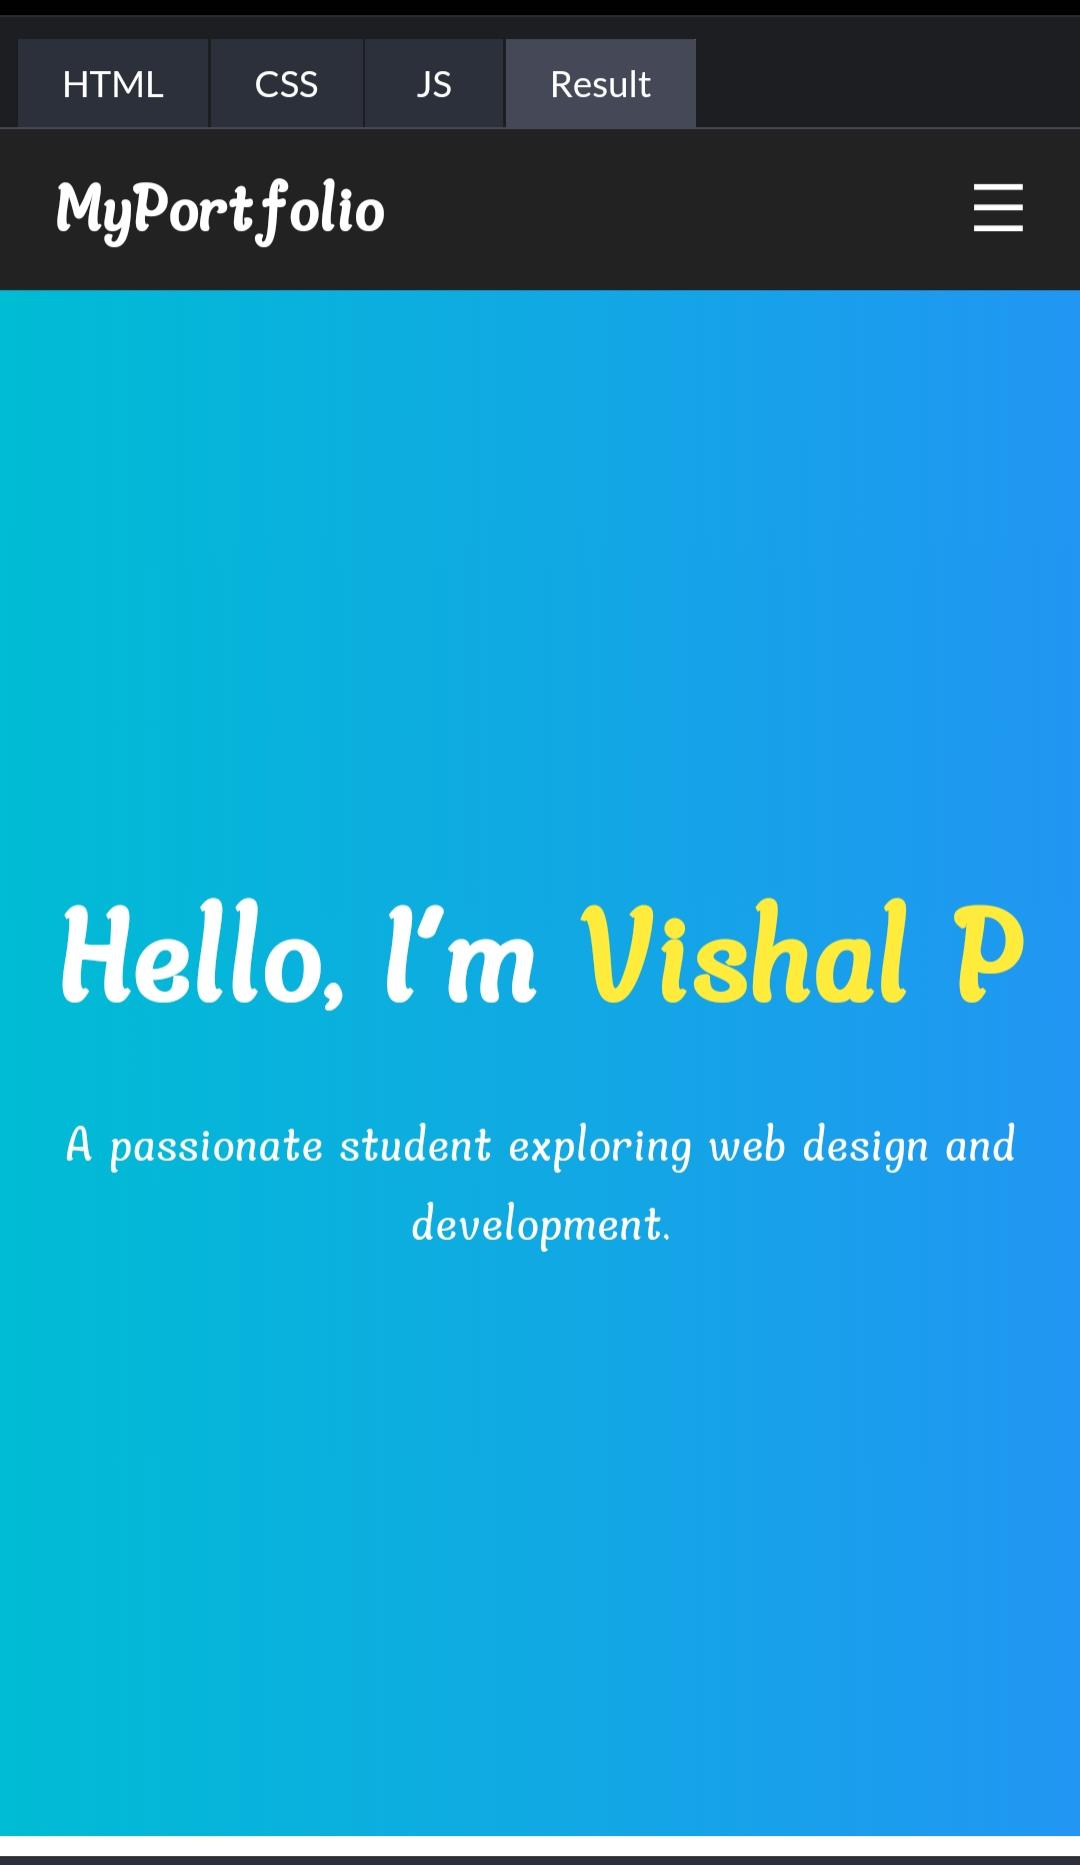 HTML CSS JS Result
MyPortfolio
Hello, I'm Vishal P
A passionate student exploring web design and
development.